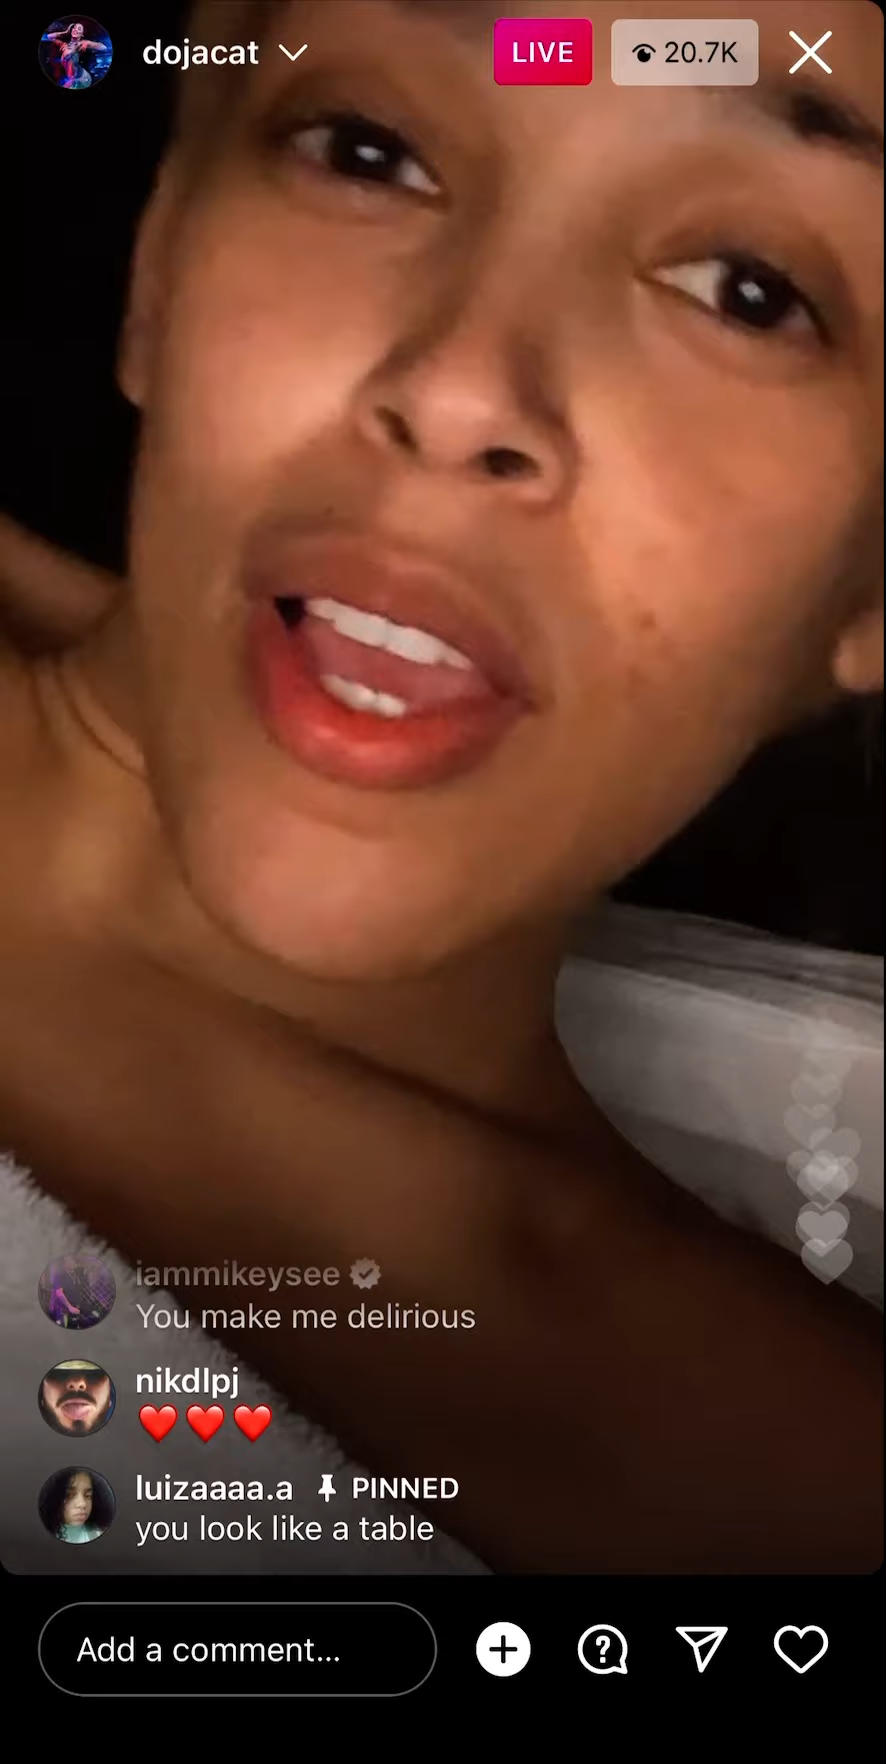 dojacat
LIVE
20.7K
iammikeysee
You make me delirious
nikdlpj
❤️❤️❤️
luizaaaa.a PINNED
you look like a table
Add a comment...